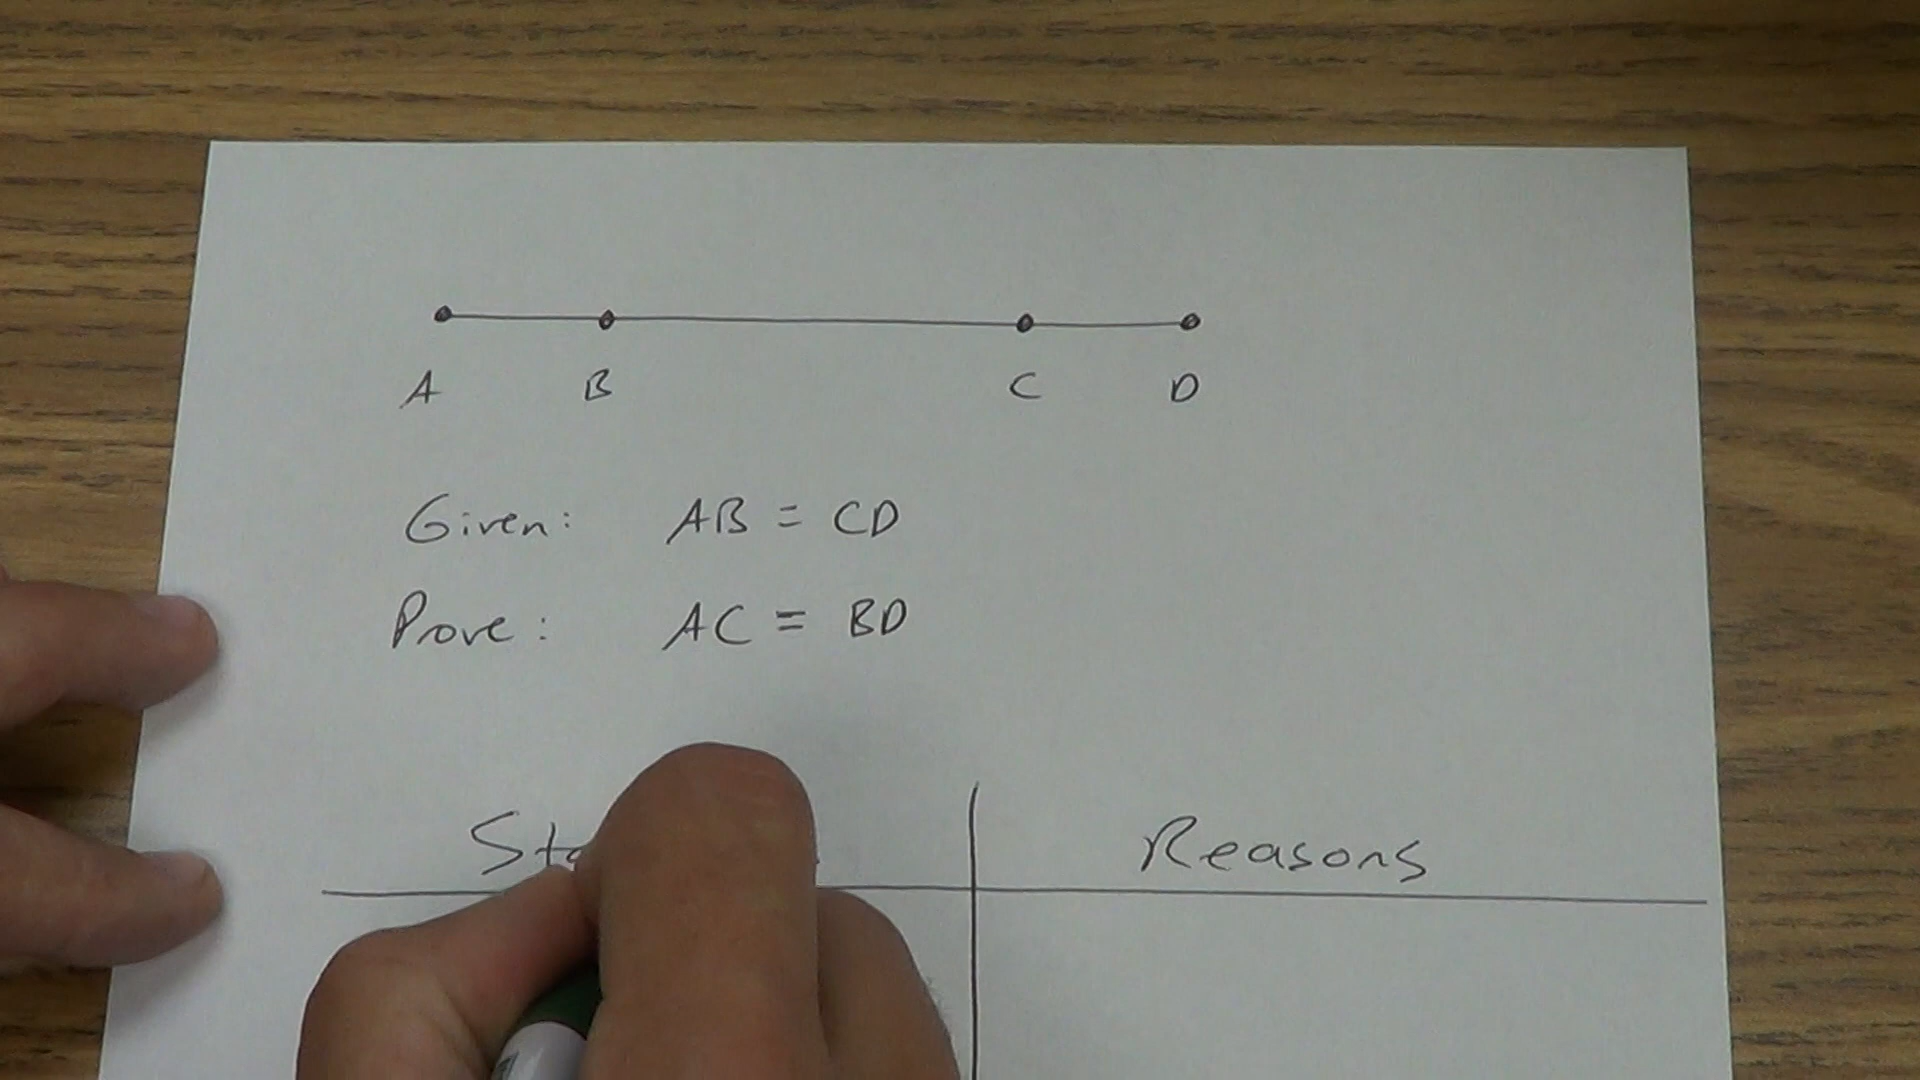 A B C D
Given: AB = CD
Prove: AC = BD
Reasons